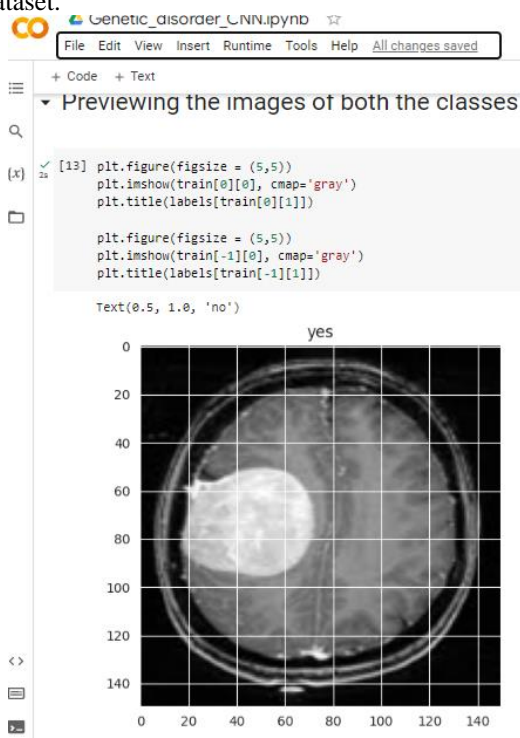 ataset.
CO Genetic_disorder_CNN.ipynb
File Edit View Insert Runtime Tools Help All changes saved
+ Code + Text
Previewing the images of both the classes
{x}
[13] plt.figure(figsize = (5,5))
2s
plt.imshow(train[0][0], cmap='gray')
plt.title(labels[train[0][1]])
plt.figure(figsize = (5,5))
plt.imshow(train[-1][0], cmap='gray')
plt.title(labels[train[-1][1]])
Text(0.5, 1.0, 'no')
yes
0
20
40
60
80
100
120
140
0 20 40 60 80 100 120 140